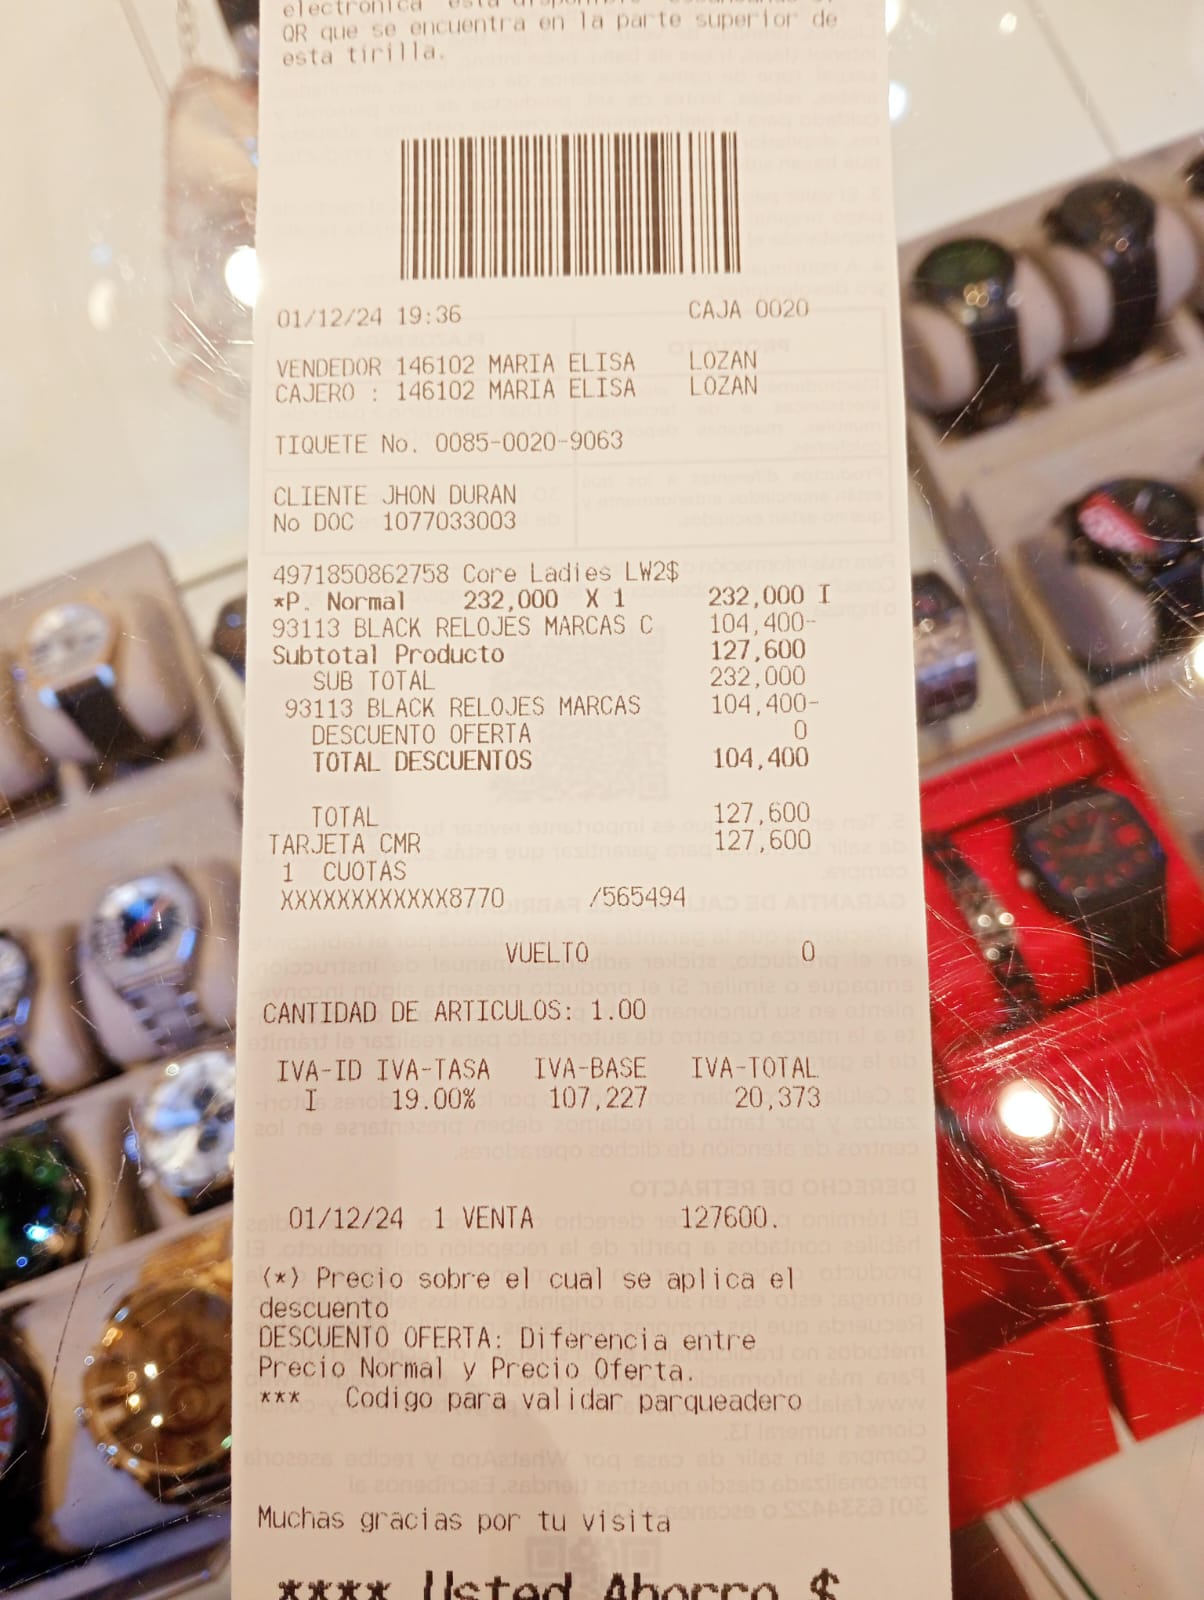 electrónica está disponible escaneando el
QR que se encuentra en la parte superior de
esta tirilla.
01/12/24 19:36 CAJA 0020
VENDEDOR 146102 MARIA ELISA LOZAN
CAJERO : 146102 MARIA ELISA LOZAN
TIQUETE No. 0085-0020-9063
CLIENTE JHON DURAN
No DOC 1077033003
4971850862758 Core Ladies LW2$
*P. Normal 232,000 X 1 232,000 I
93113 BLACK RELOJES MARCAS C 104,400-
Subtotal Producto 127,600
SUB TOTAL 232,000
93113 BLACK RELOJES MARCAS 104,400-
DESCUENTO OFERTA 0
TOTAL DESCUENTOS 104,400
TOTAL 127,600
TARJETA CMR 127,600
1 CUOTAS
XXXXXXXXXXXX8770 /565494
VUELTO 0
CANTIDAD DE ARTICULOS: 1.00
IVA-ID IVA-TASA IVA-BASE IVA-TOTAL
I 19.00% 107,227 20,373
01/12/24 1 VENTA 127600.
(*) Precio sobre el cual se aplica el
descuento
DESCUENTO OFERTA: Diferencia entre
Precio Normal y Precio Oferta.
*** Codigo para validar parqueadero
Muchas gracias por tu visita
**** Usted Ahorro $